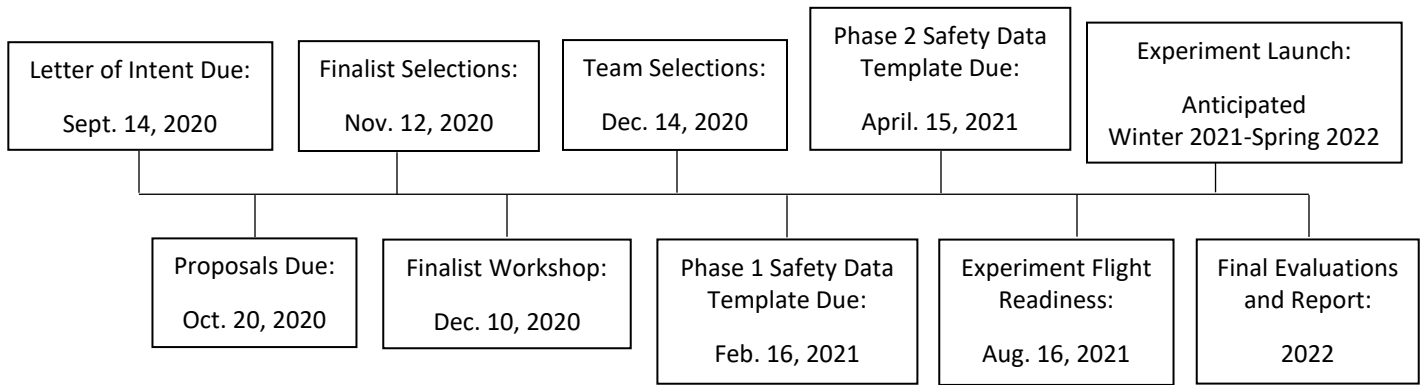 Letter of Intent Due:
Sept. 14, 2020
Finalist Selections:
Nov. 12, 2020
Team Selections:
Dec. 14, 2020
Phase 2 Safety Data
Template Due:
April. 15, 2021
Experiment Launch:
Anticipated
Winter 2021-Spring 2022
Proposals Due:
Oct. 20, 2020
Finalist Workshop:
Dec. 10, 2020
Phase 1 Safety Data
Template Due:
Feb. 16, 2021
Experiment Flight
Readiness:
Aug. 16, 2021
Final Evaluations
and Report:
2022